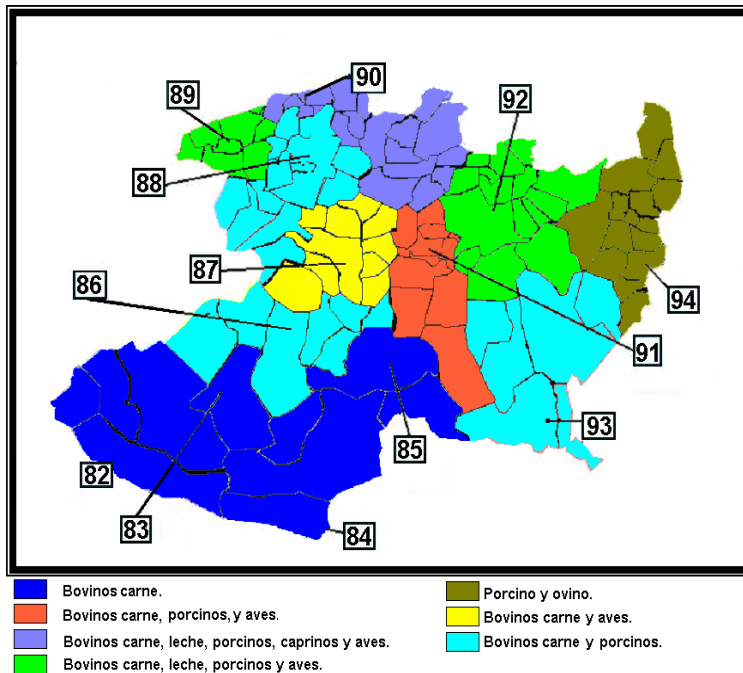 90
89
92
88
87
86
94
91
93
85
82
83
84
Bovinos carne.
Bovinos carne, porcinos, y aves.
Bovinos carne, leche, porcinos, caprinos y aves.
Bovinos carne, leche, porcinos y aves.
Porcino y ovino.
Bovinos carne y aves.
Bovinos carne y porcinos.